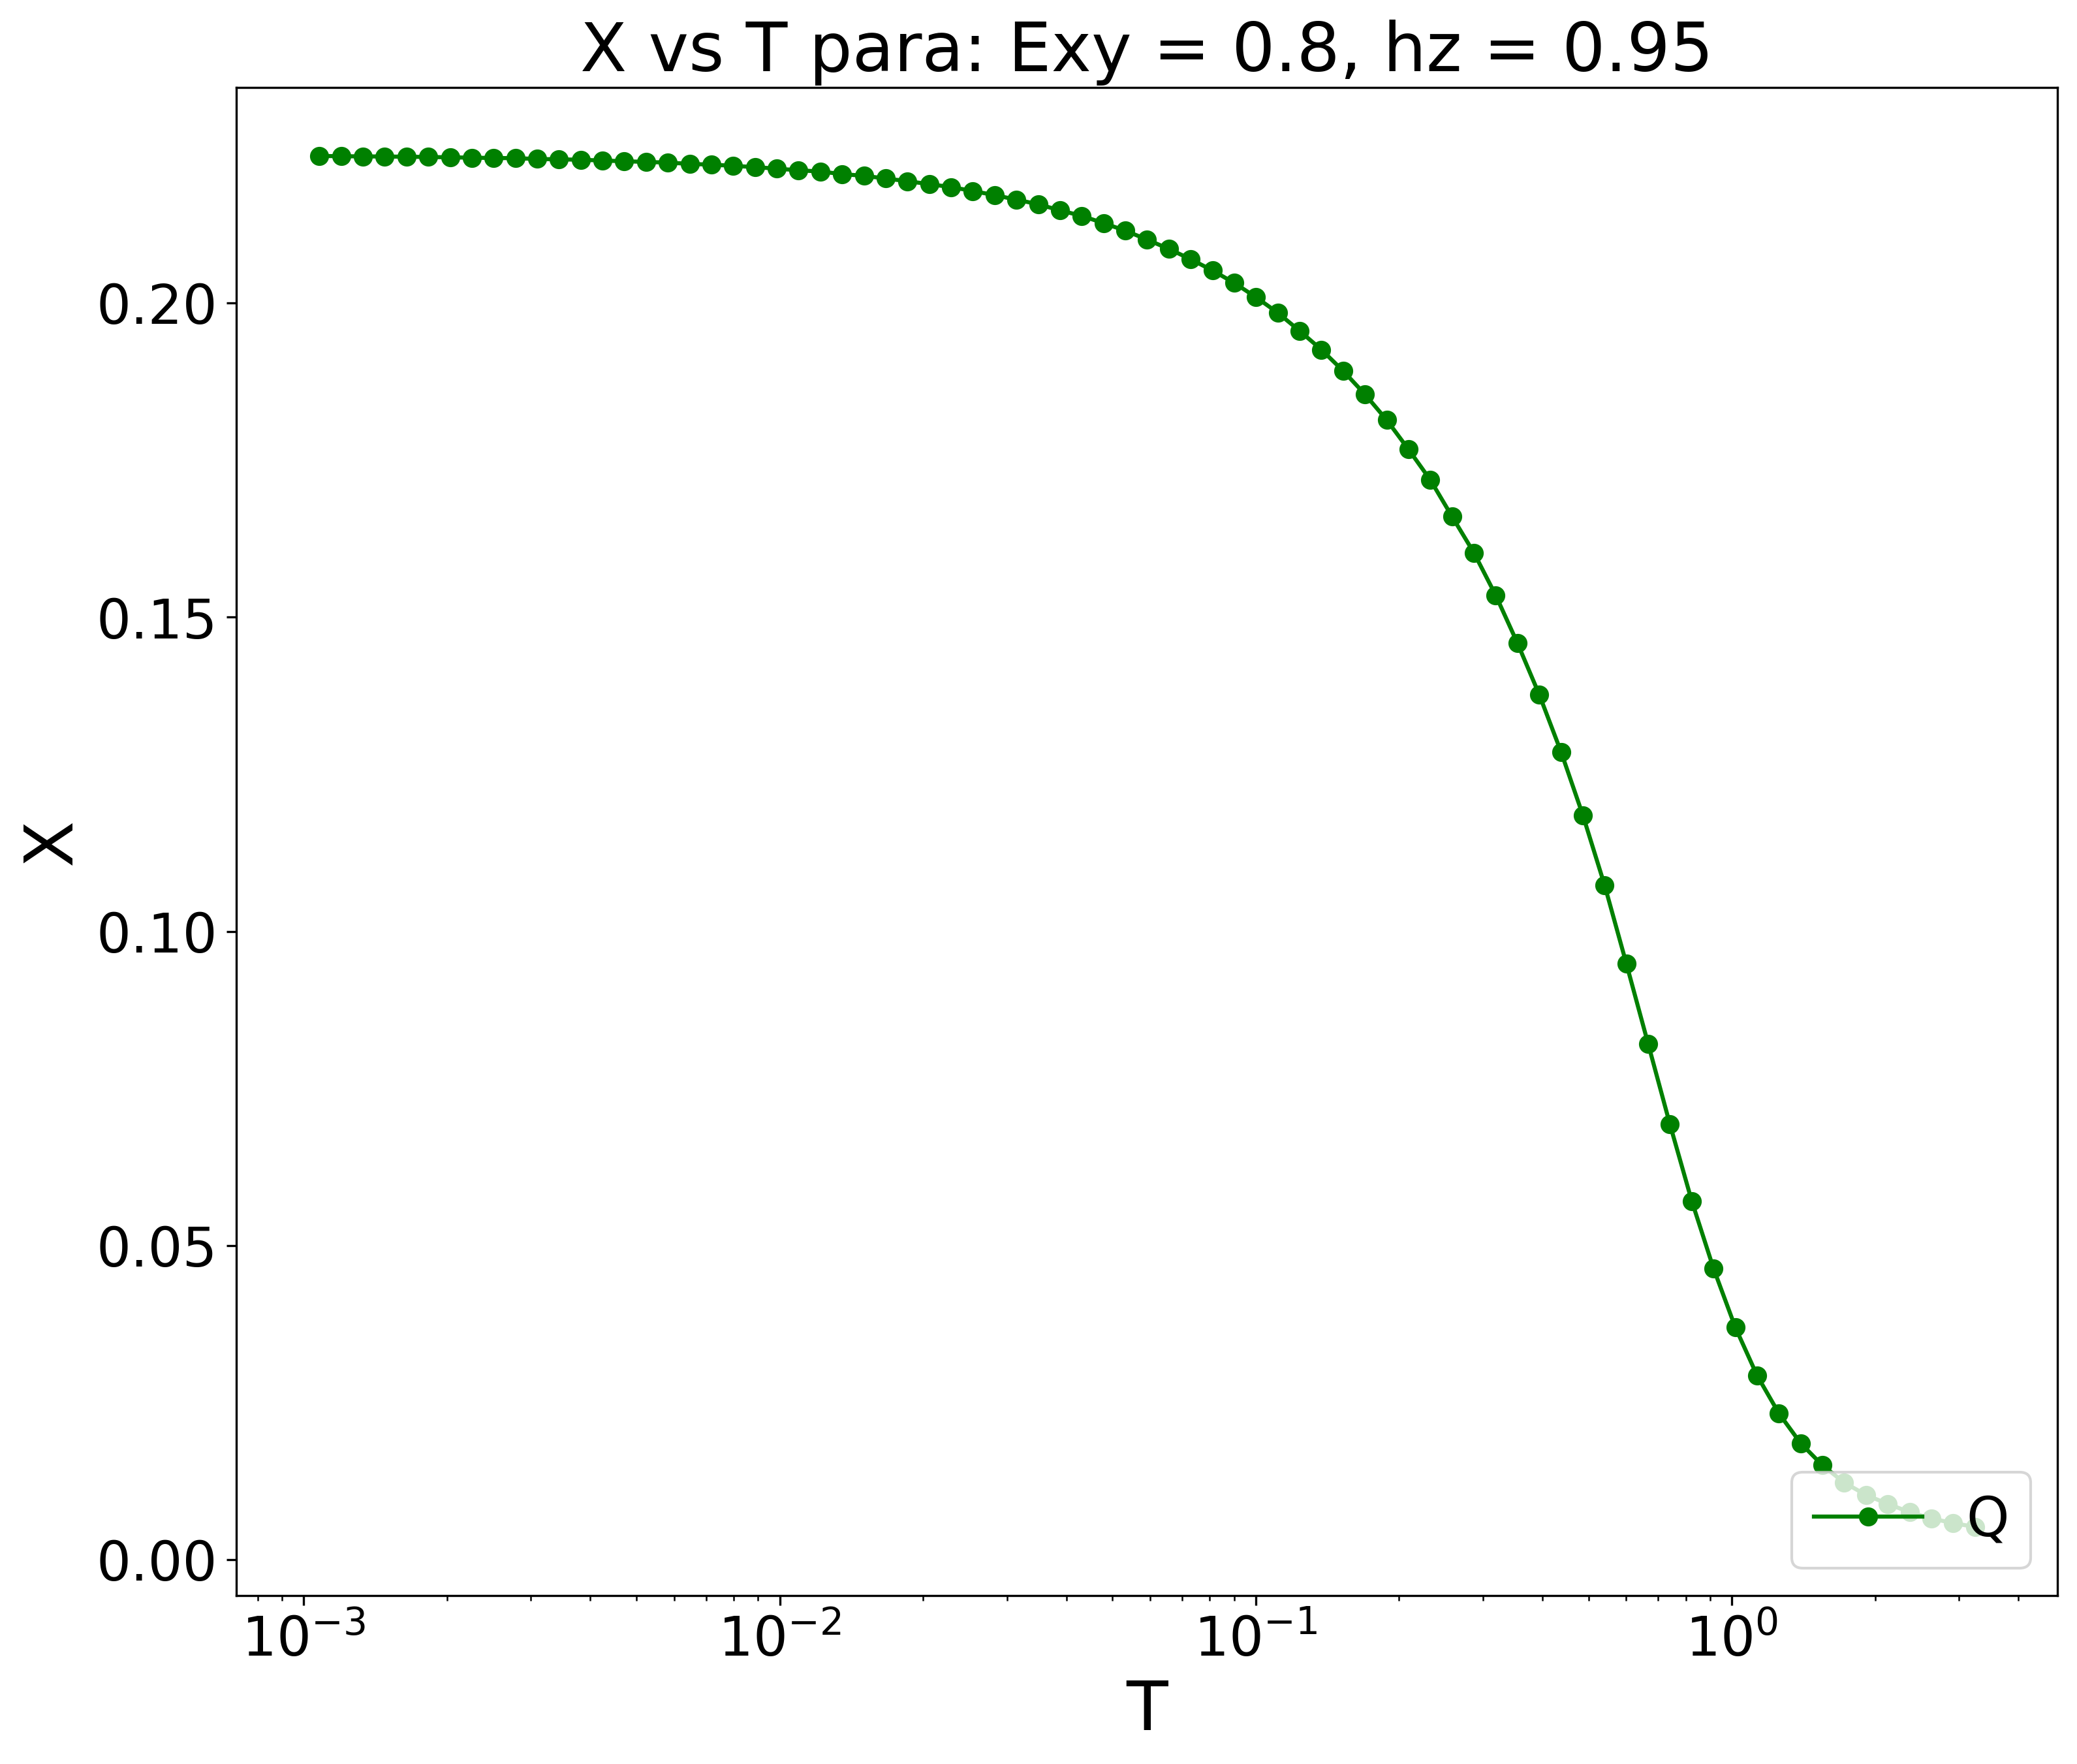 X vs T para: Exy = 0.8, hz = 0.95
X
0.20
0.15
0.10
0.05
0.00
Q
10⁻³ 10⁻² 10⁻¹ 10⁰
T